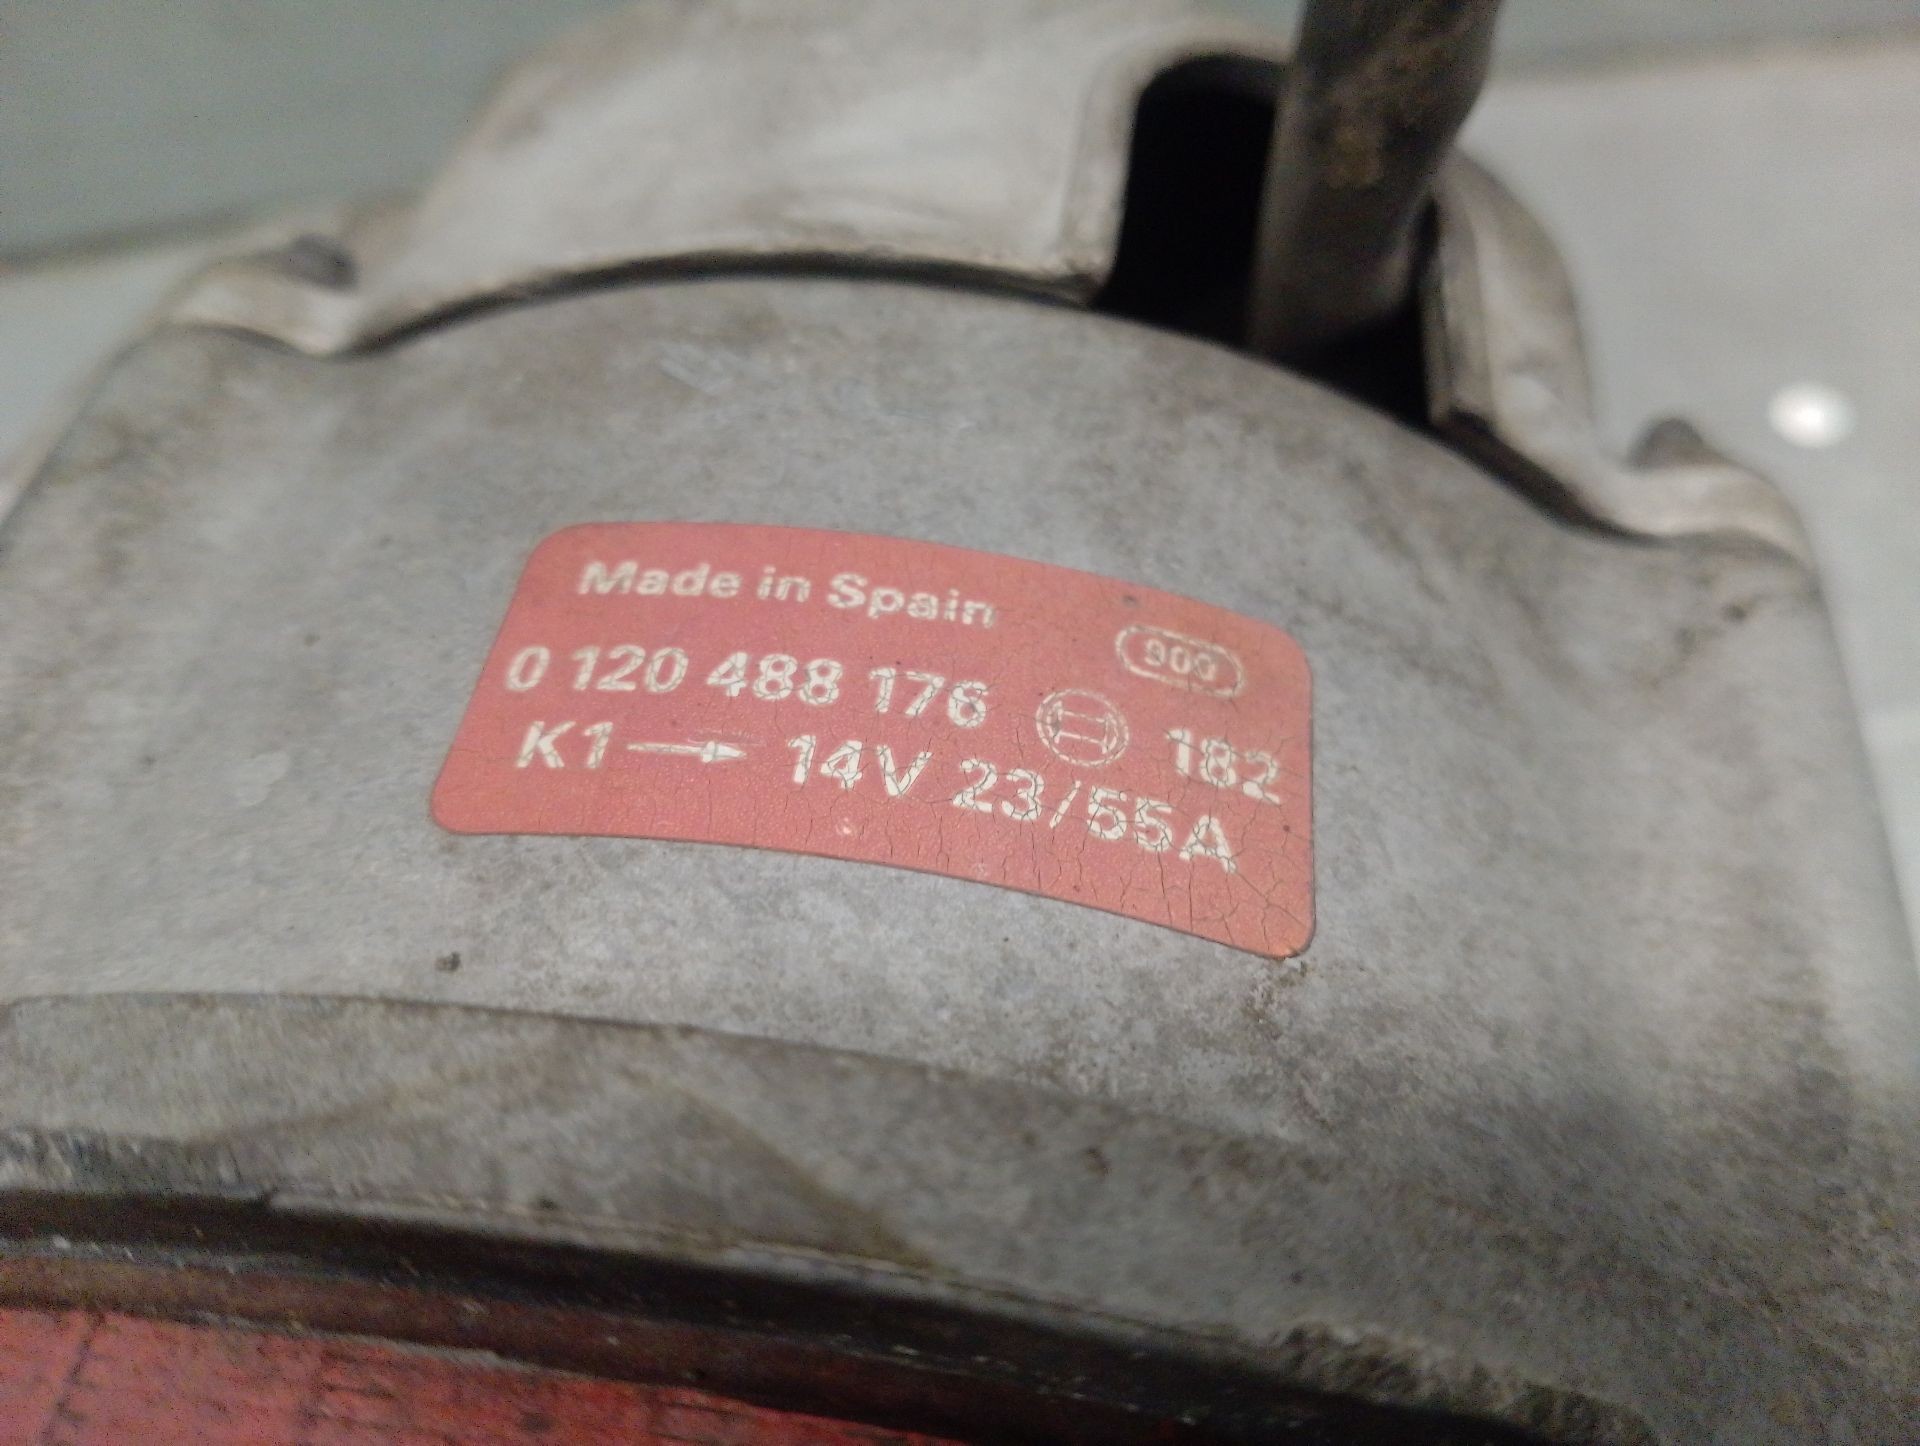 Made in Spain
900
0 120 488 176 182
K1 → 14V 23/55A